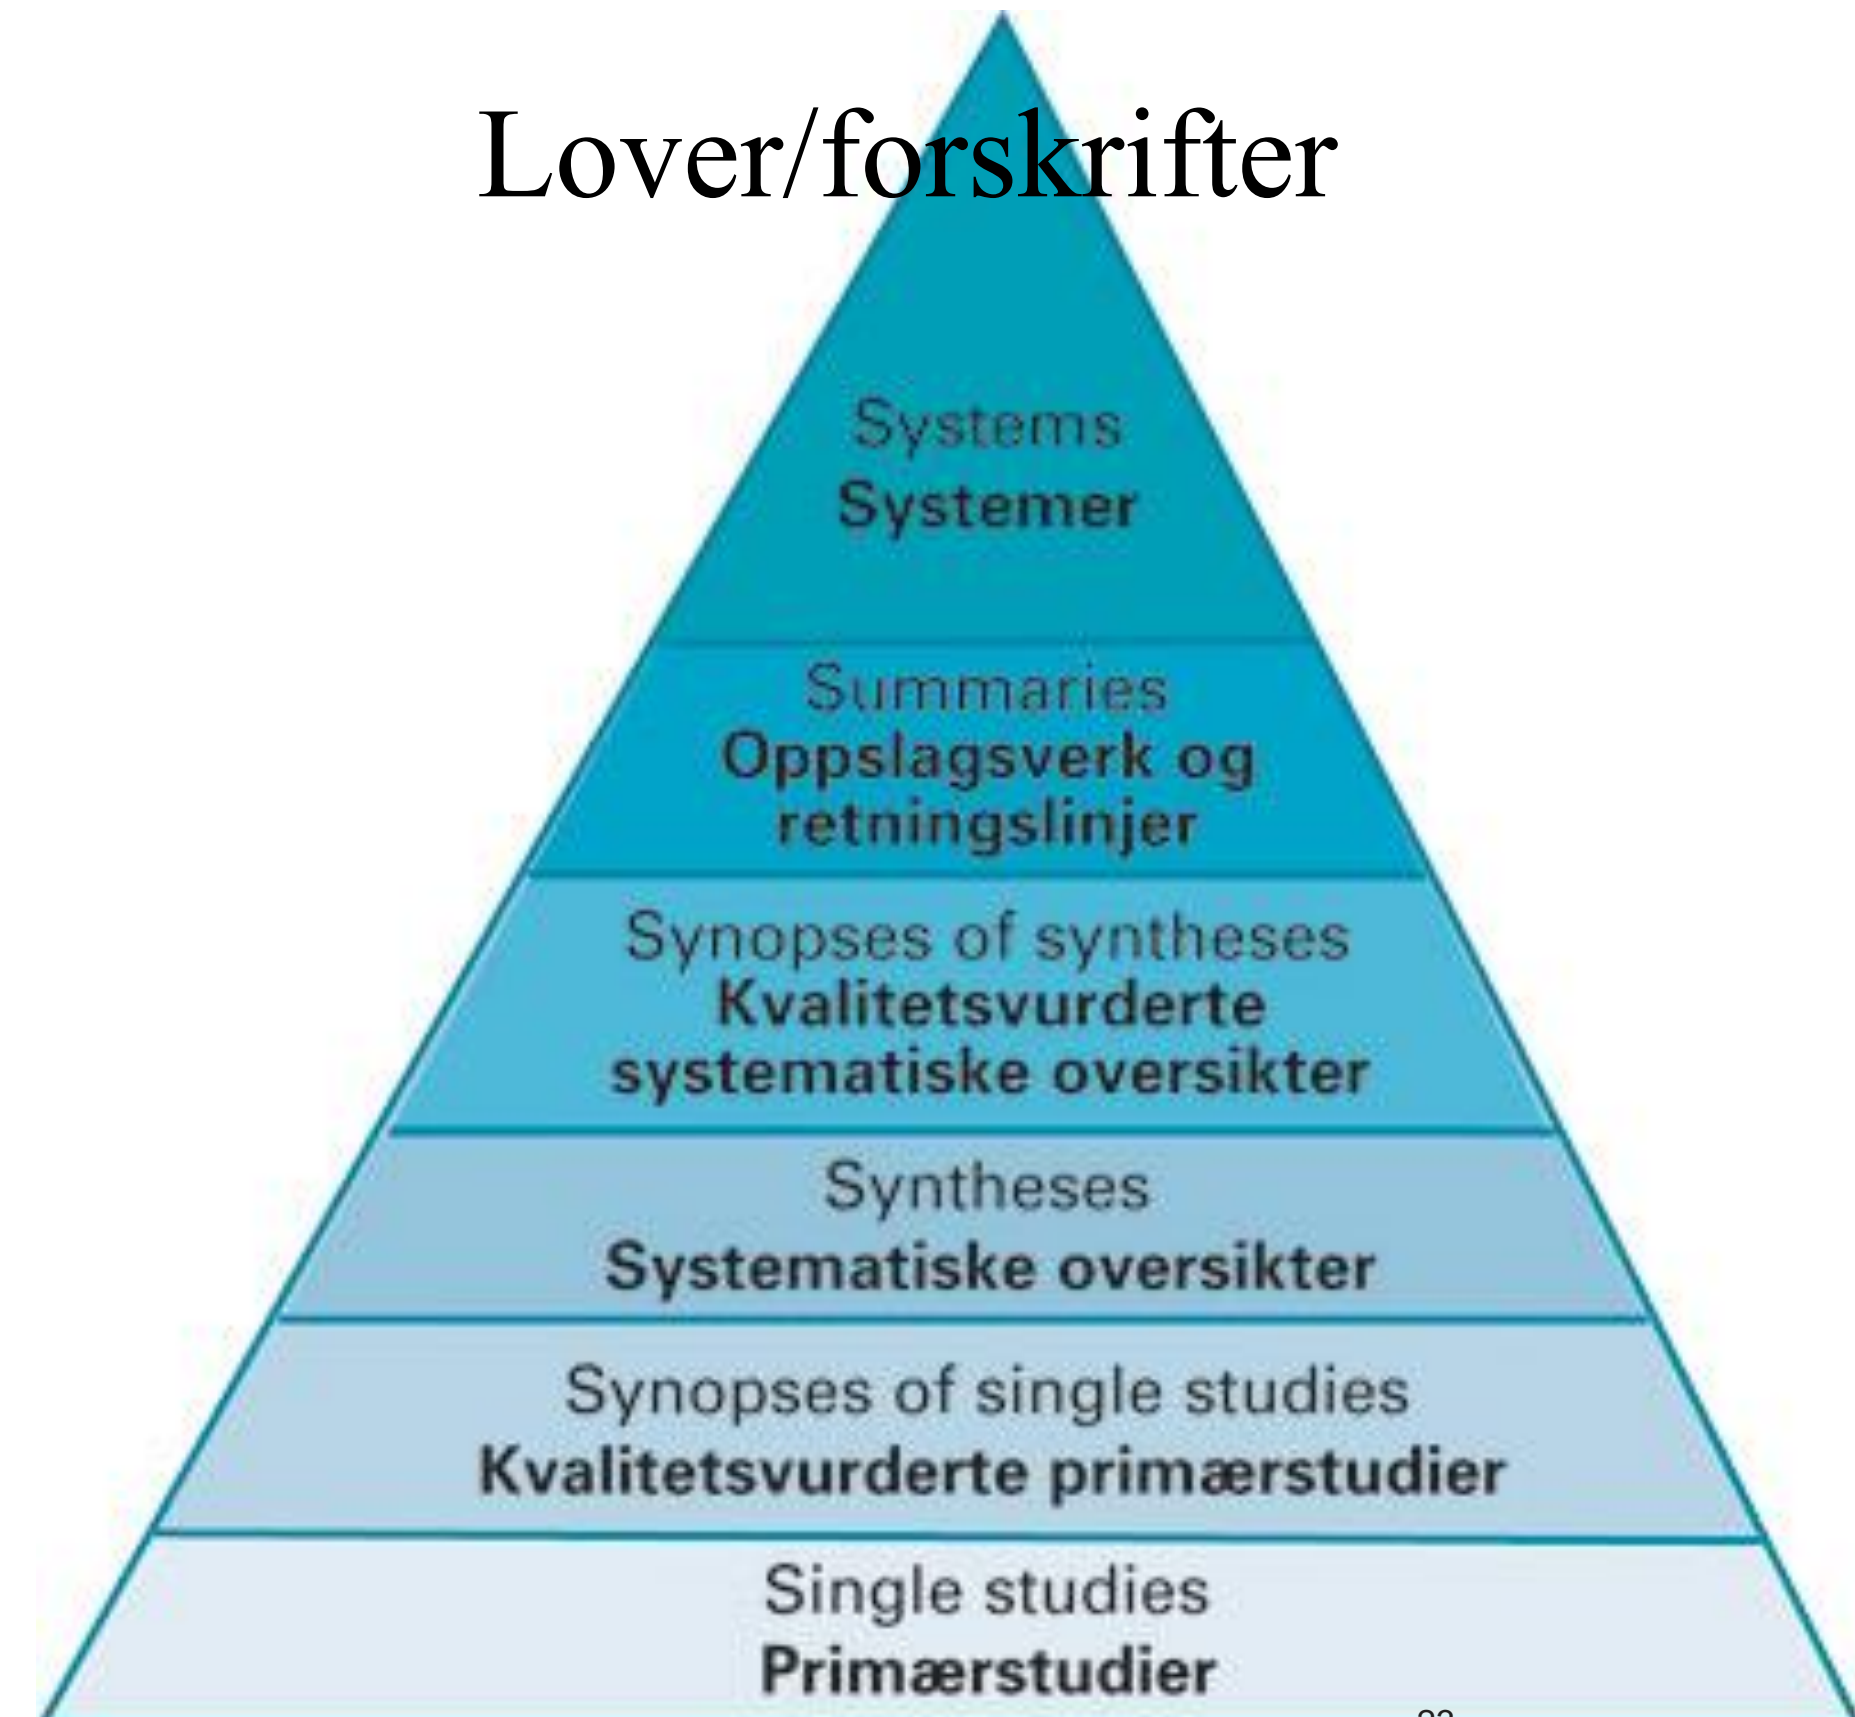 Lover/forskrifter
Systems
Systemer
Summaries
Oppslagsverk og
retningslinjer
Synopses of syntheses
Kvalitetsvurderte
systematiske oversikter
Syntheses
Systematiske oversikter
Synopses of single studies
Kvalitetsvurderte primærstudier
Single studies
Primærstudier